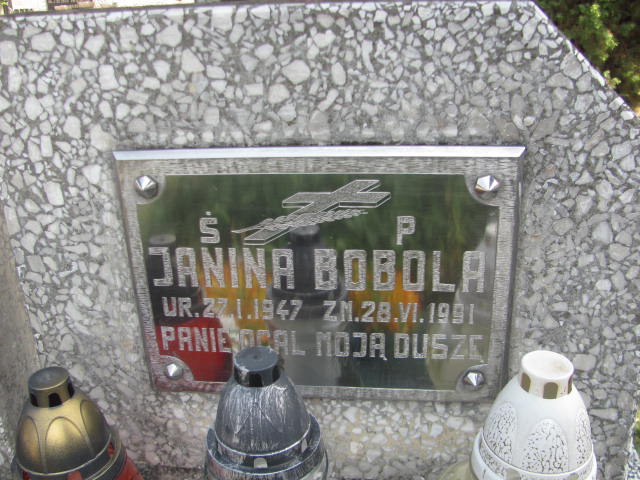 Ś P
JANINA BOBOLA
UR.27.I.1947 ZM.28.VI.1991
PANIE OCAL MOJĄ DUSZĘ